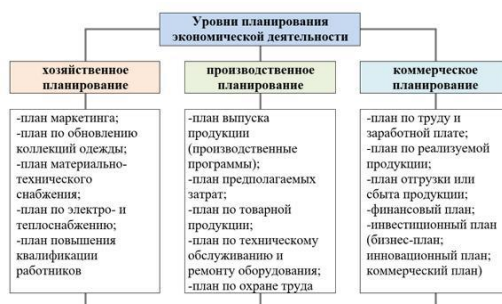 Уровни планирования
экономической деятельности
хозяйственное
планирование
-план маркетинга;
-план по обновлению
коллекций одежды;
-план материально-
технического
снабжения;
-план по электро- и
теплоснабжению;
-план повышения
квалификации
работников
производственное
планирование
-план выпуска
продукции
(производственные
программы);
-план предполагаемых
затрат;
-план по товарной
продукции;
-план по техническому
обслуживанию и
ремонту оборудования;
-план по охране труда
коммерческое
планирование
-план по труду и
заработной плате;
-план по реализуемой
продукции;
-план отгрузки или
сбыта продукции;
-финансовый план;
-инвестиционный план
(бизнес-план;
инновационный план;
коммерческий план)